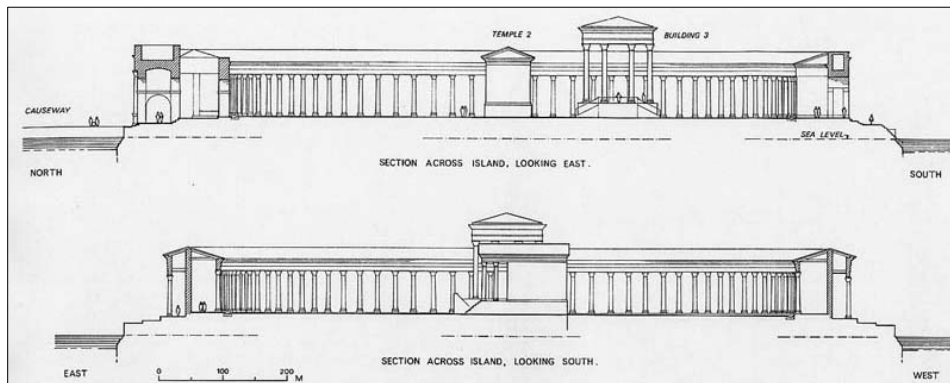 TEMPLE 2
BUILDING 3
CAUSEWAY
SEA LEVEL
SECTION ACROSS ISLAND, LOOKING EAST.
NORTH
SOUTH
SECTION ACROSS ISLAND, LOOKING SOUTH.
EAST
0 100 200
M
WEST